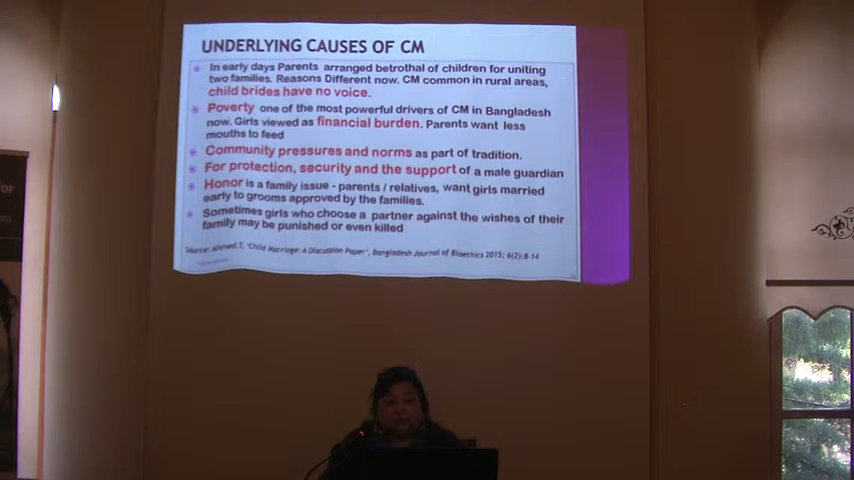 UNDERLYING CAUSES OF CM
In early days Parents arranged betrothal of children for uniting
two families. Reasons Different now. CM common in rural areas,
child brides have no voice.
Poverty one of the most powerful drivers of CM in Bangladesh
now. Girls viewed as financial burden. Parents want less
mouths to feed
Community pressures and norms as part of tradition.
For protection, security and the support of a male guardian
Honor is a family issue - parents / relatives, want girls married
early to grooms approved by the families.
Sometimes girls who choose a partner against the wishes of their
family may be punished or even killed
Source: Ahmed.T, 'Child Marriage: A Discussion Paper', Bangladesh Journal of Bioethics 2015; 6(2):8-14
for